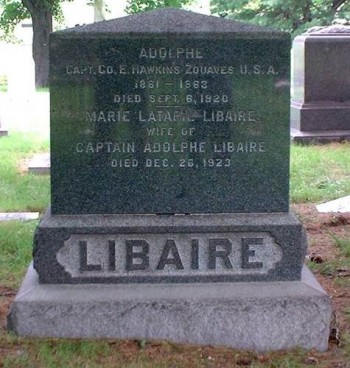 ADOLPHE
CAPT. CO. E. HAWKINS ZOUAVES U.S.A.
1861 - 1863
DIED SEPT. 6, 1920
MARIE LATAPIE LIBAIRE
WIFE OF
CAPTAIN ADOLPHE LIBAIRE
DIED DEC. 26, 1923
LIBAIRE